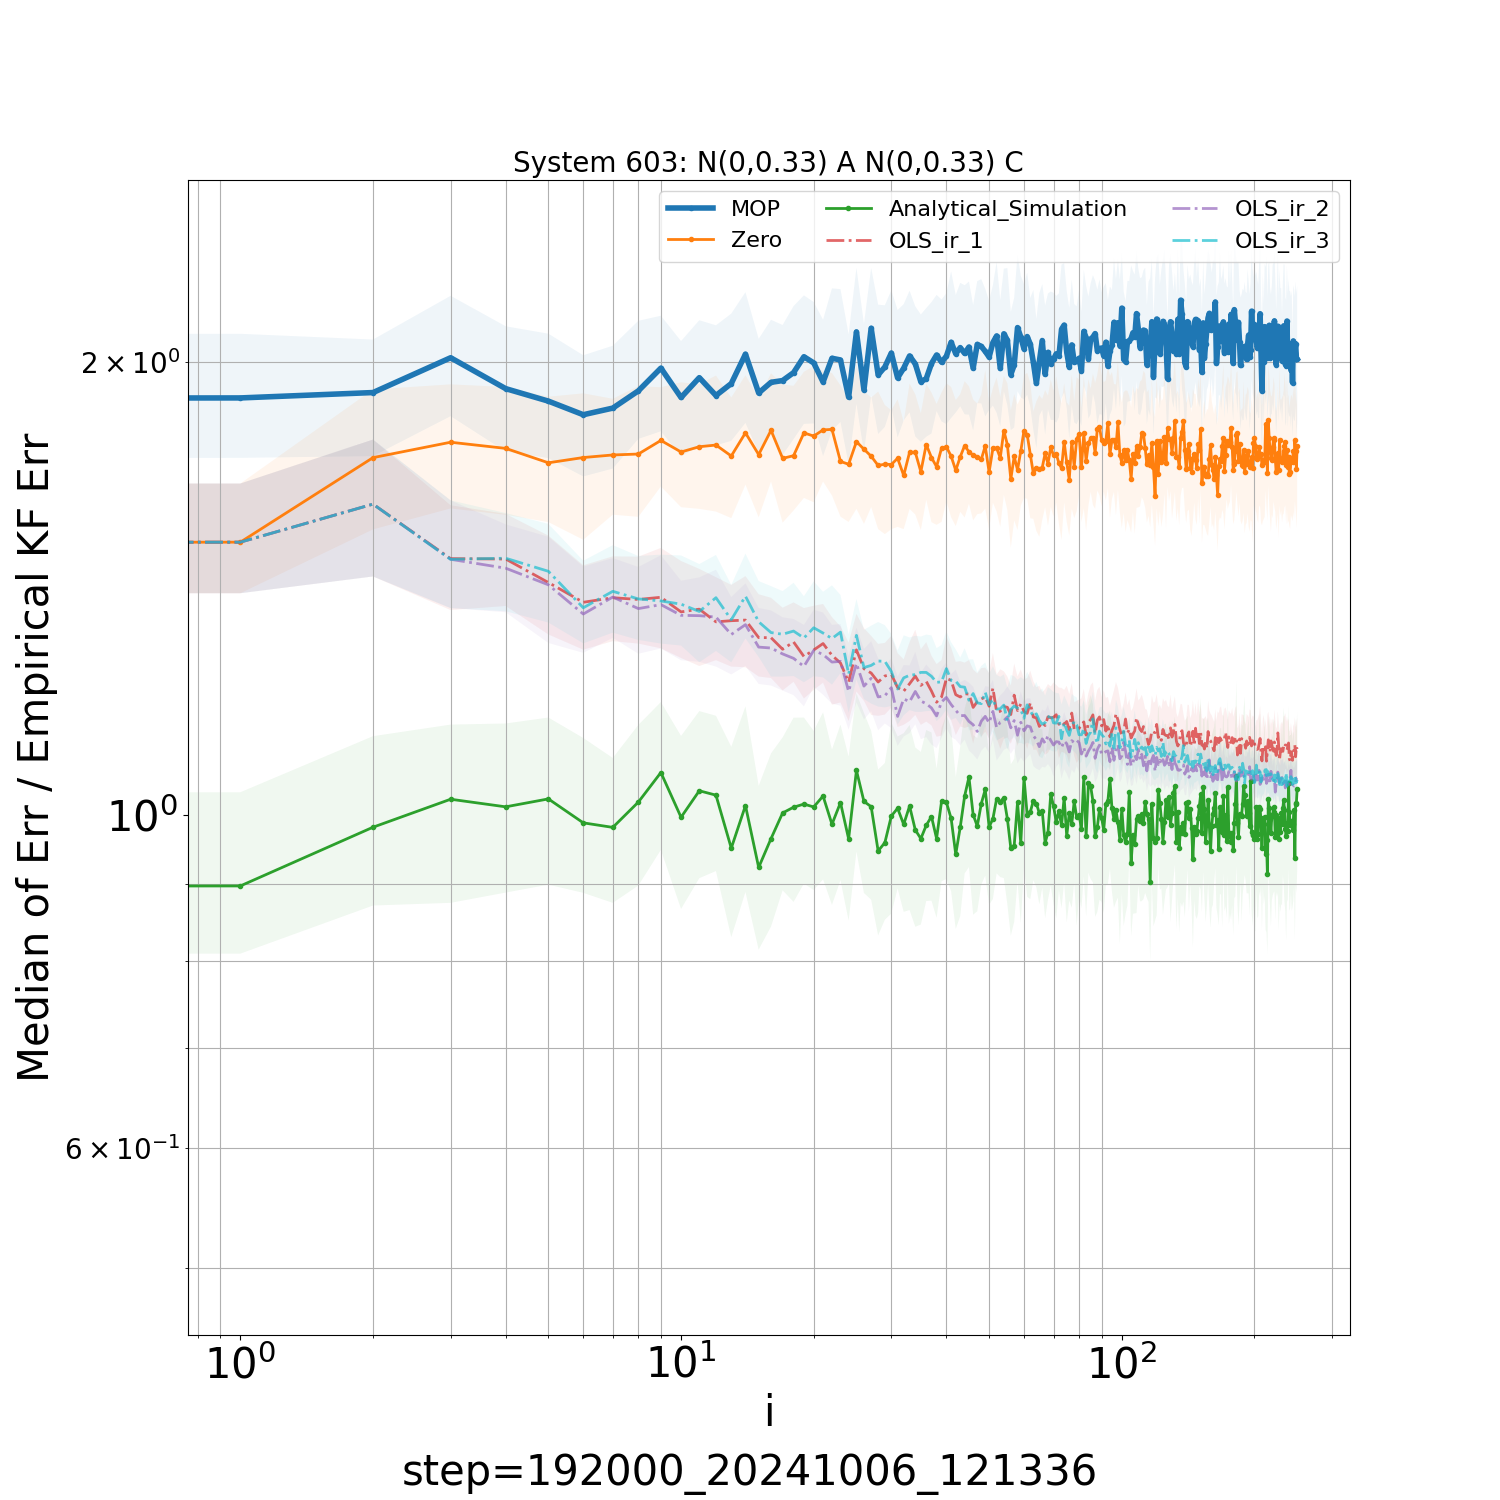 System 603: N(0,0.33) A N(0,0.33) C
MOP
Zero
Analytical_Simulation
OLS_ir_1
OLS_ir_2
OLS_ir_3
Median of Err / Empirical KF Err
2 × 10⁰
10⁰
6 × 10⁻¹
10⁰
10¹
10²
i
step=192000_20241006_121336